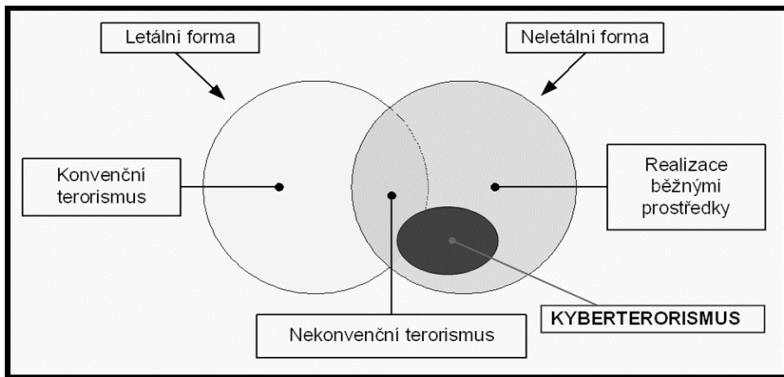 Letální forma
Neletální forma
Konvenční
terorismus
Realizace
běžnými
prostředky
Nekonvenční terorismus
KYBERTERORISMUS